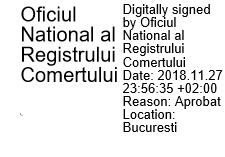 Oficiul
National al
Registrului
Comertului
Digitally signed
by Oficiul
National al
Registrului
Comertului
Date: 2018.11.27
23:56:35 +02:00
Reason: Aprobat
Location:
Bucuresti